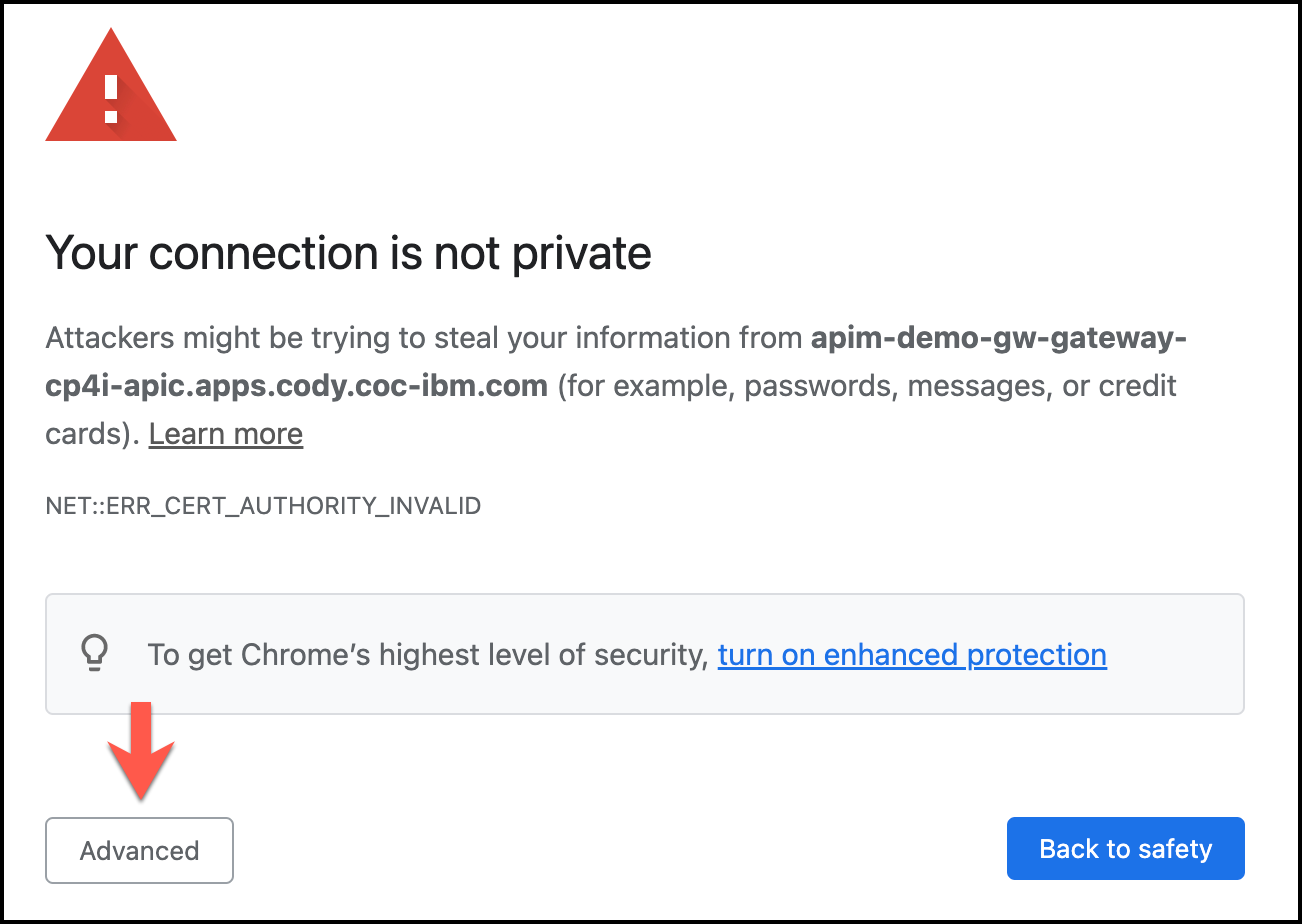 Your connection is not private
Attackers might be trying to steal your information from apim-demo-gw-gateway-
cp4i-apic.apps.cody.coc-ibm.com (for example, passwords, messages, or credit
cards). Learn more
NET::ERR_CERT_AUTHORITY_INVALID
To get Chrome’s highest level of security, turn on enhanced protection
Advanced
Back to safety